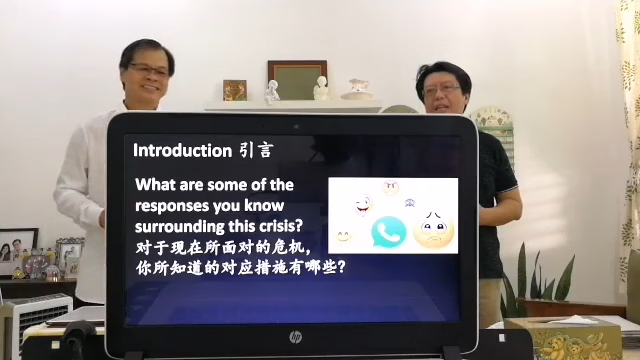 Introduction 引言
What are some of the
responses you know
surrounding this crisis?
对于现在所面对的危机，
你所知道的对应措施有哪些？
hp